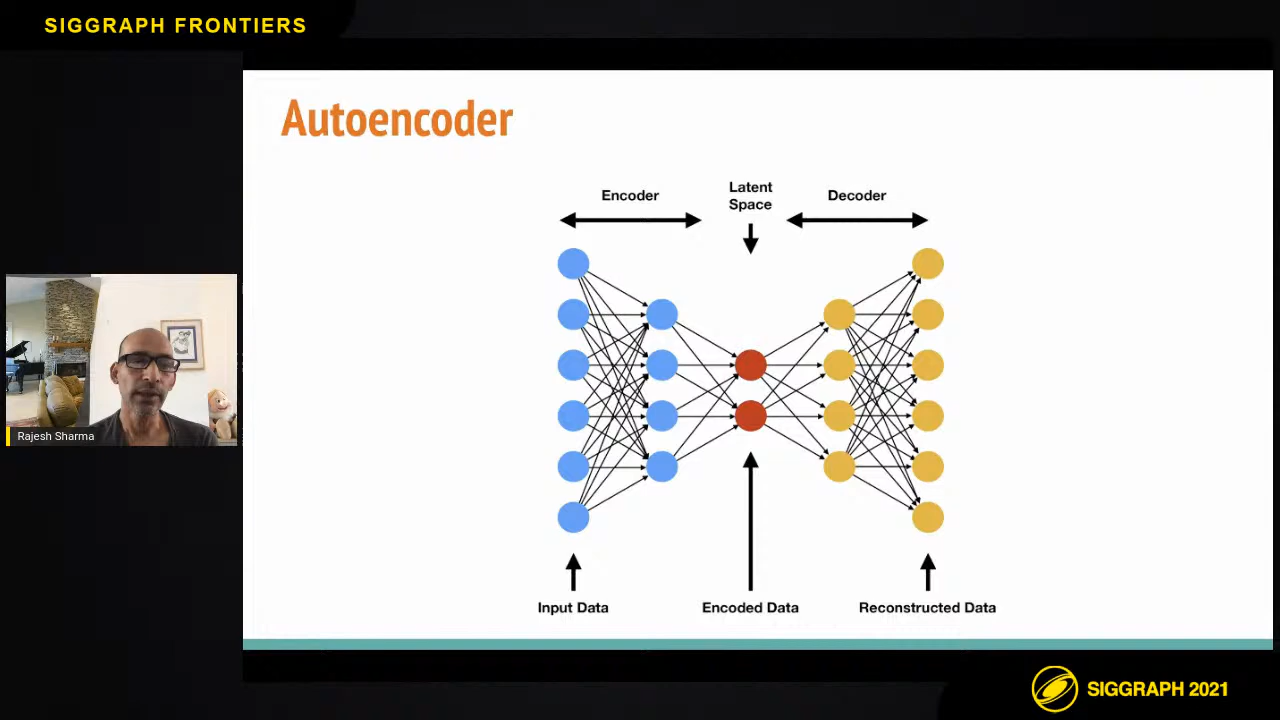 SIGGRAPH FRONTIERS
Autoencoder
Encoder
Latent
Space
Decoder
Input Data
Encoded Data
Reconstructed Data
Rajesh Sharma
SIGGRAPH 2021